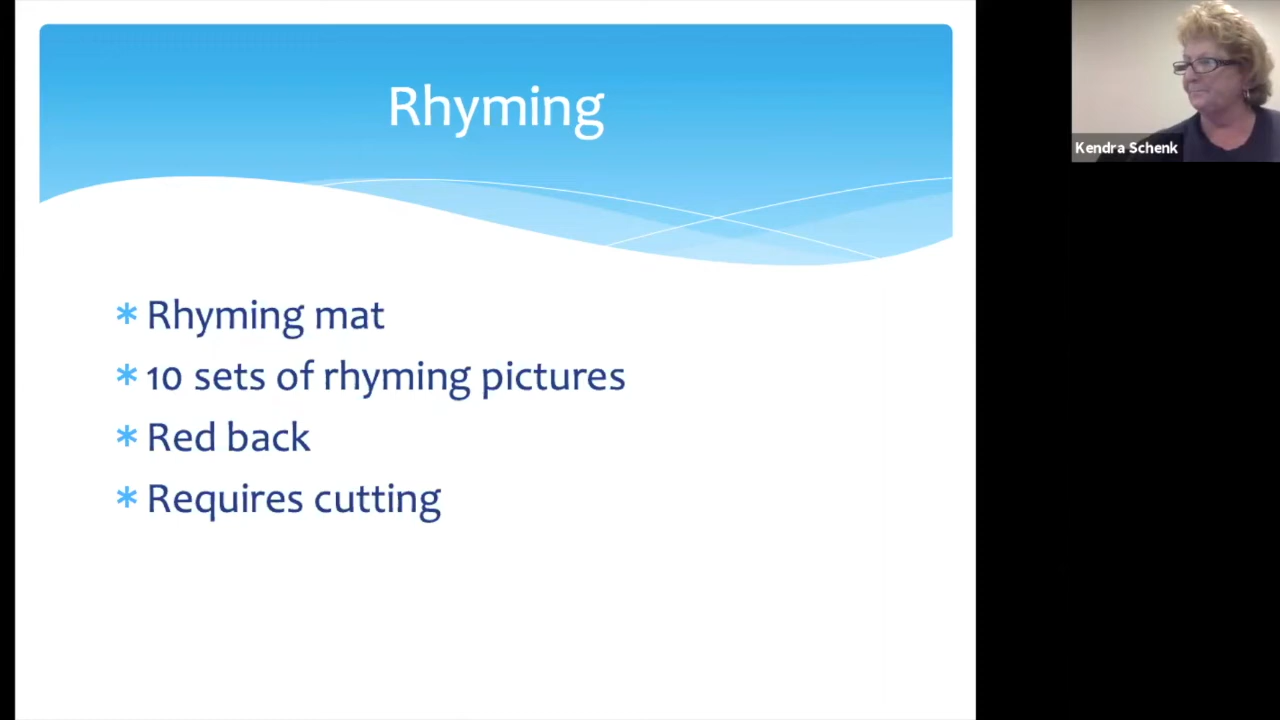 Rhyming
Kendra Schenk
* Rhyming mat
* 10 sets of rhyming pictures
* Red back
* Requires cutting